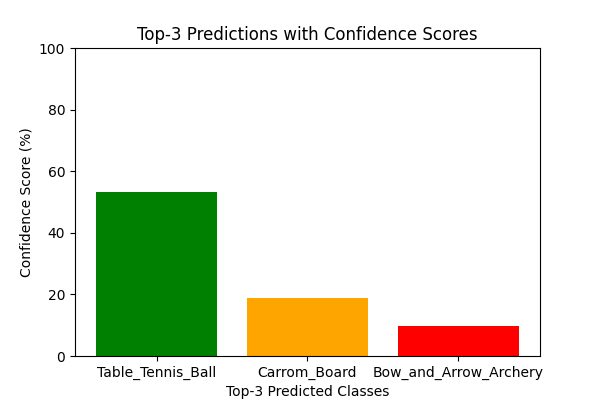 Top-3 Predictions with Confidence Scores
Confidence Score (%)
100
80
60
40
20
0
Table_Tennis_Ball
Carrom_Board
Bow_and_Arrow_Archery
Top-3 Predicted Classes